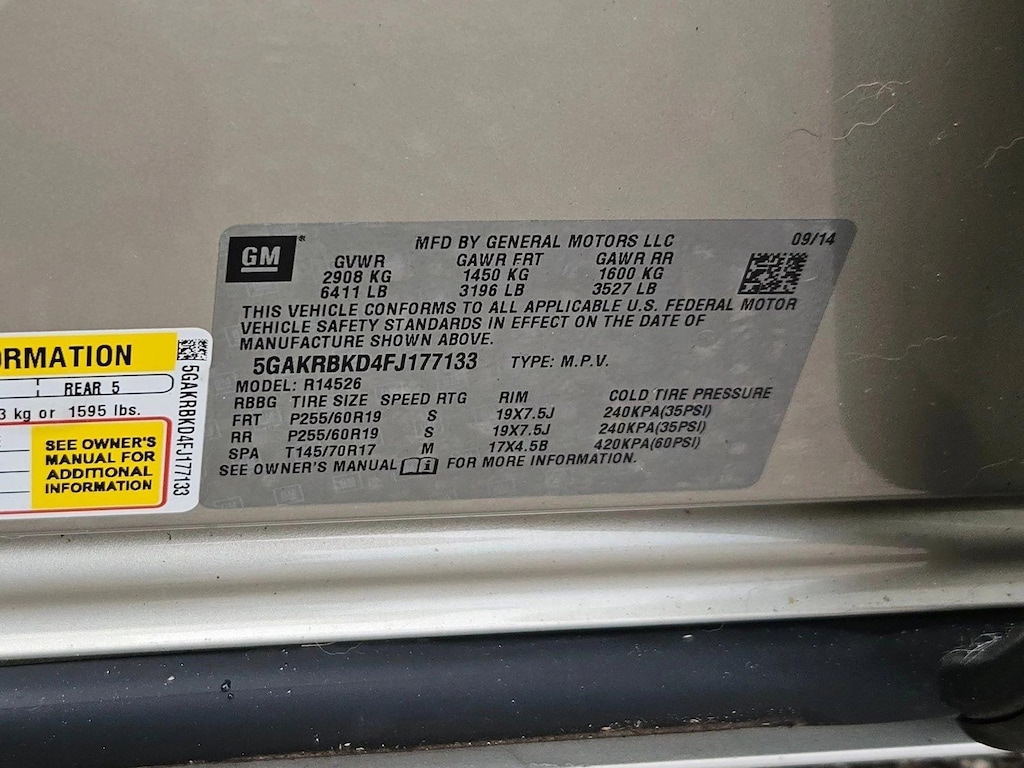 GM
®
MFD BY GENERAL MOTORS LLC 09/14
GVWR GAWR FRT GAWR RR
2908 KG 1450 KG 1600 KG
6411 LB 3196 LB 3527 LB
THIS VEHICLE CONFORMS TO ALL APPLICABLE U.S. FEDERAL MOTOR
VEHICLE SAFETY STANDARDS IN EFFECT ON THE DATE OF
MANUFACTURE SHOWN ABOVE.
5GAKRBKD4FJ177133 TYPE: M.P.V.
MODEL: R14526
RBBG TIRE SIZE SPEED RTG RIM COLD TIRE PRESSURE
FRT P255/60R19 S 19X7.5J 240KPA(35PSI)
RR P255/60R19 S 19X7.5J 240KPA(35PSI)
SPA T145/70R17 M 17X4.5B 420KPA(60PSI)
SEE OWNER'S MANUAL i FOR MORE INFORMATION.
ORMATION
REAR 5
3 kg or 1595 lbs.
SEE OWNER'S
MANUAL FOR
ADDITIONAL
INFORMATION
5GAKRBKD4FJ177133